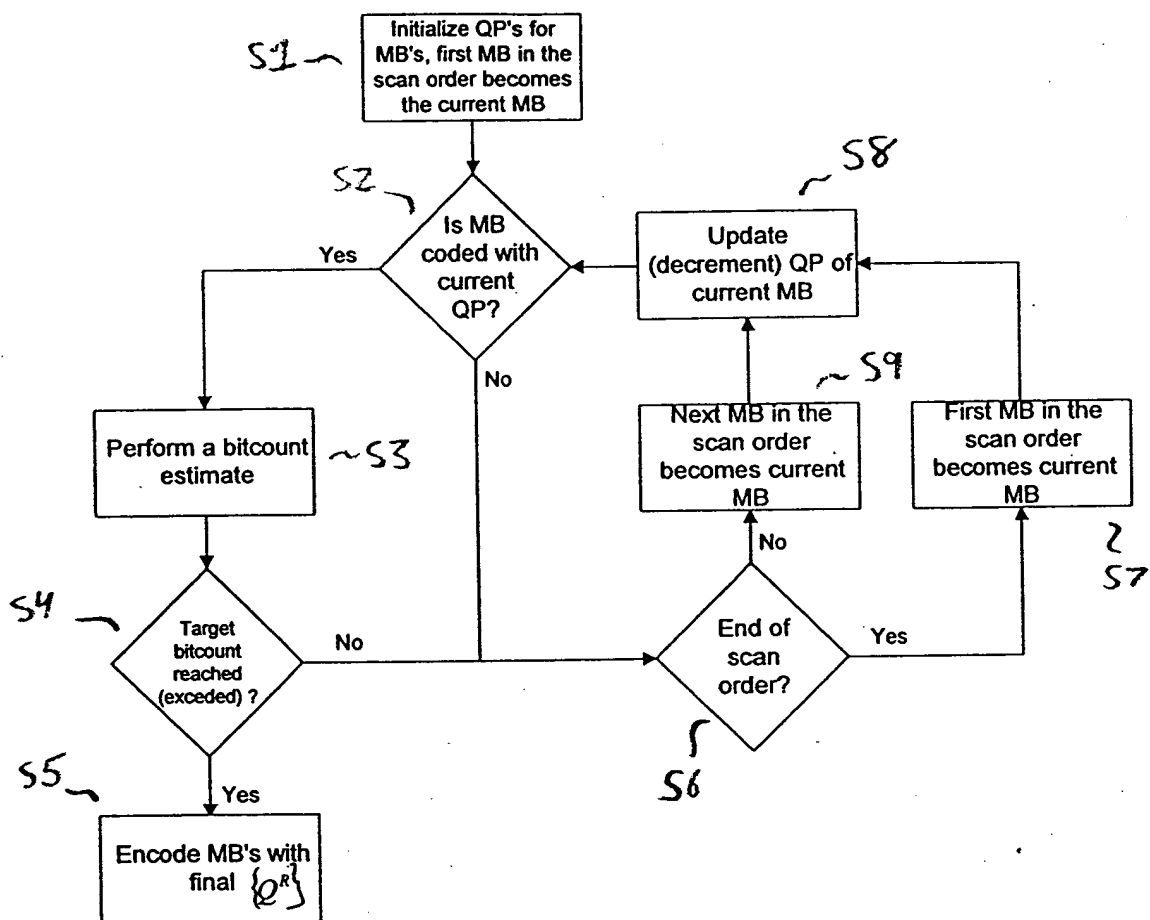 Initialize QP's for
MB's, first MB in the
scan order becomes
the current MB
S1
S2
Is MB
coded with
current
QP?
Yes
No
S8
Update
(decrement) QP of
current MB
S9
Next MB in the
scan order
becomes current
MB
First MB in the
scan order
becomes current
MB
S7
Perform a bitcount
estimate
S3
S4
Target
bitcount
reached
(exceded) ?
No
Yes
End of
scan
order?
No
Yes
S6
S5
Encode MB's with
final {Q^R}